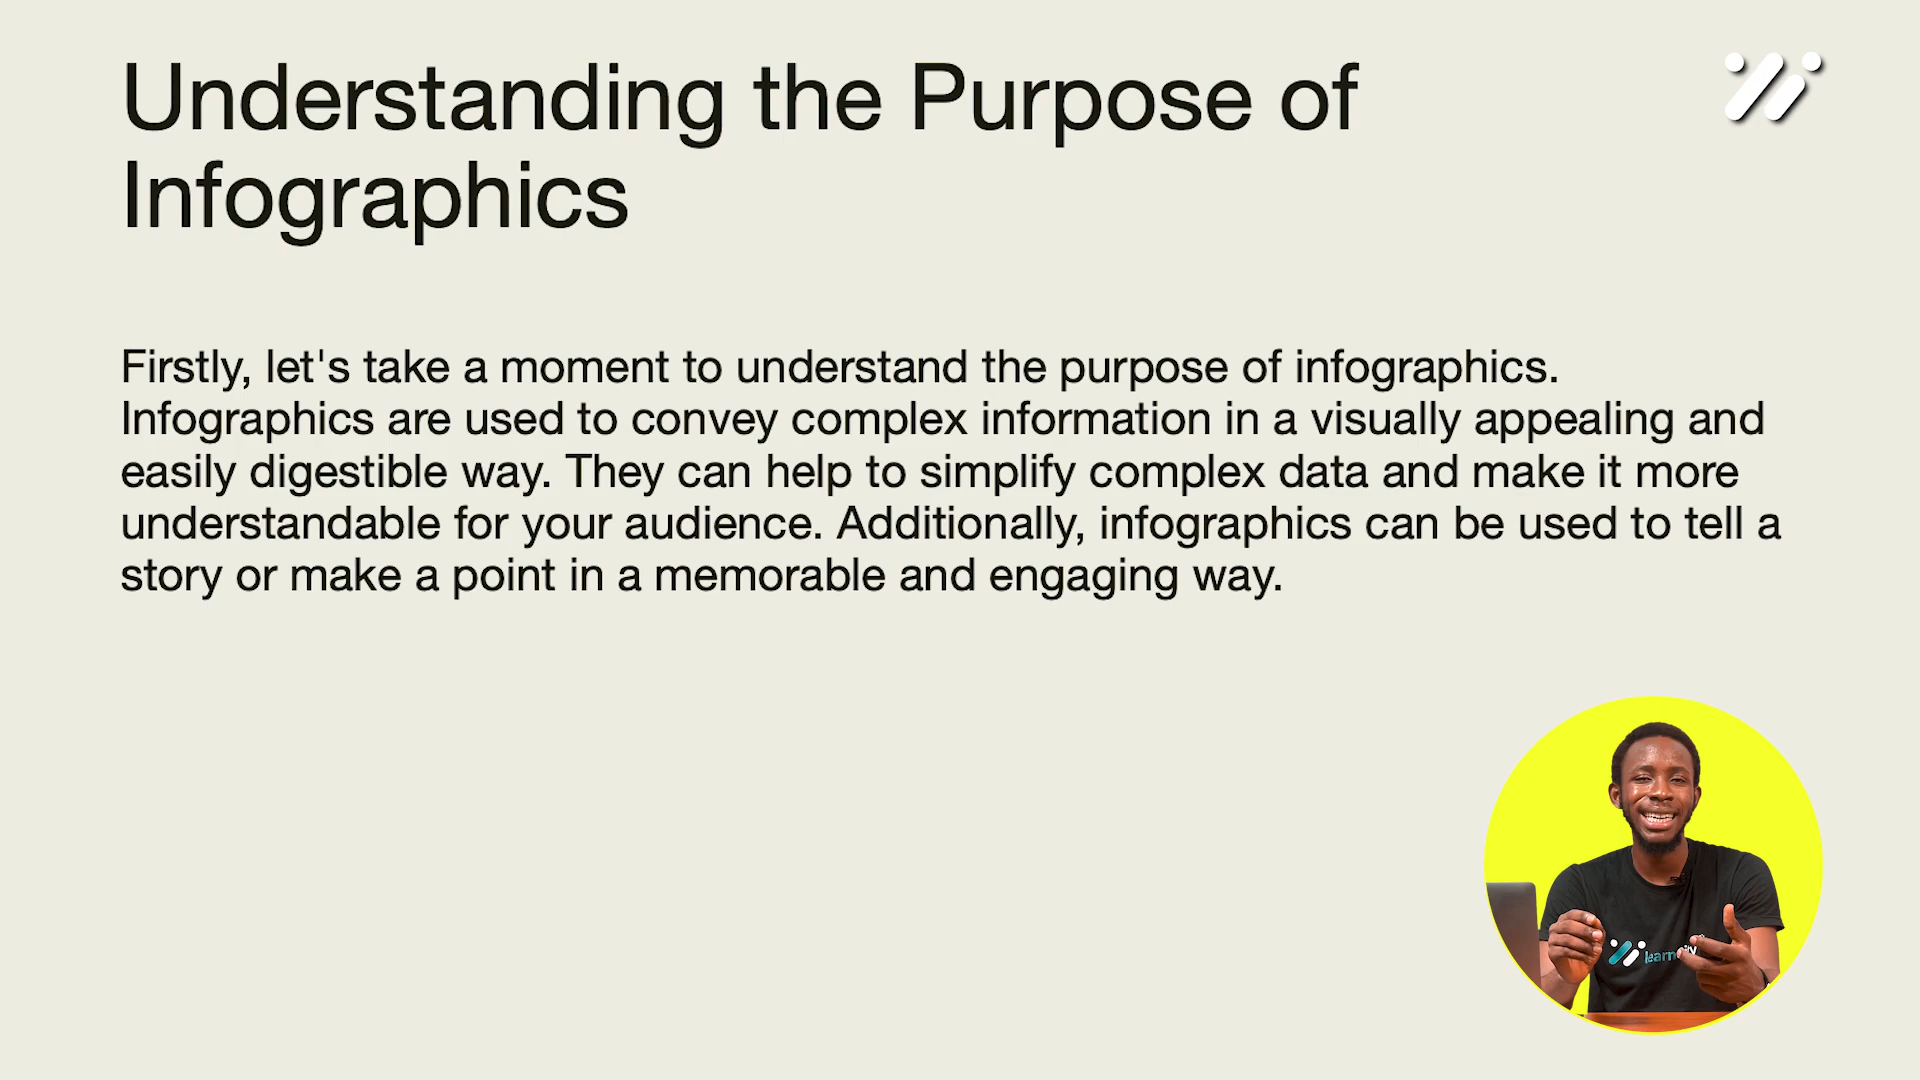 Understanding the Purpose of
Infographics
Firstly, let's take a moment to understand the purpose of infographics.
Infographics are used to convey complex information in a visually appealing and
easily digestible way. They can help to simplify complex data and make it more
understandable for your audience. Additionally, infographics can be used to tell a
story or make a point in a memorable and engaging way.